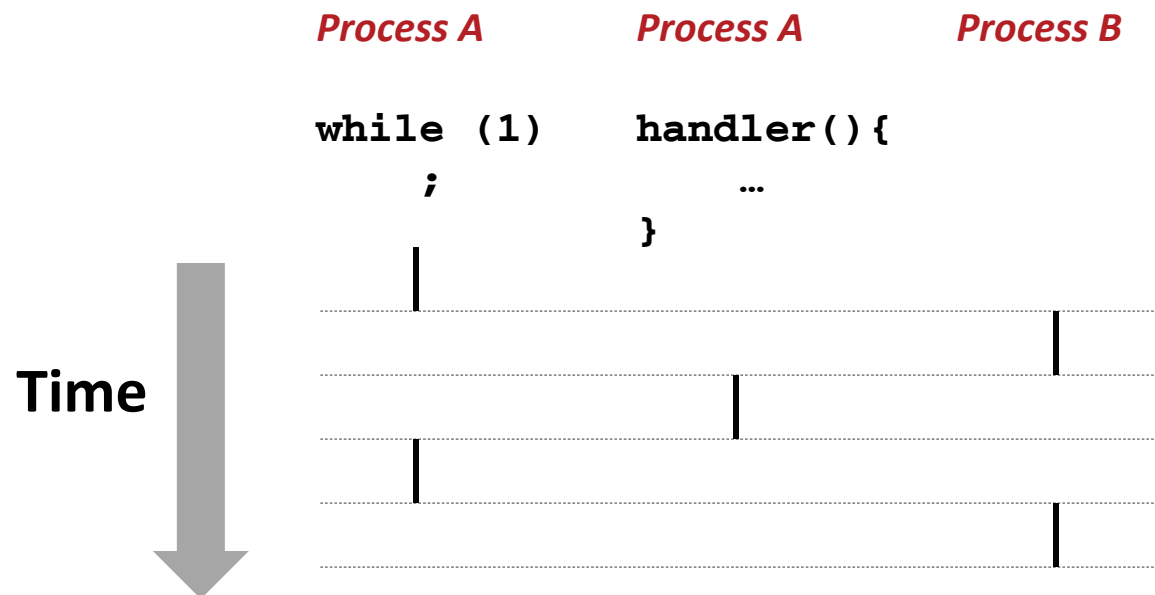 Process A Process A Process B
while (1) handler(){
; …
}
Time